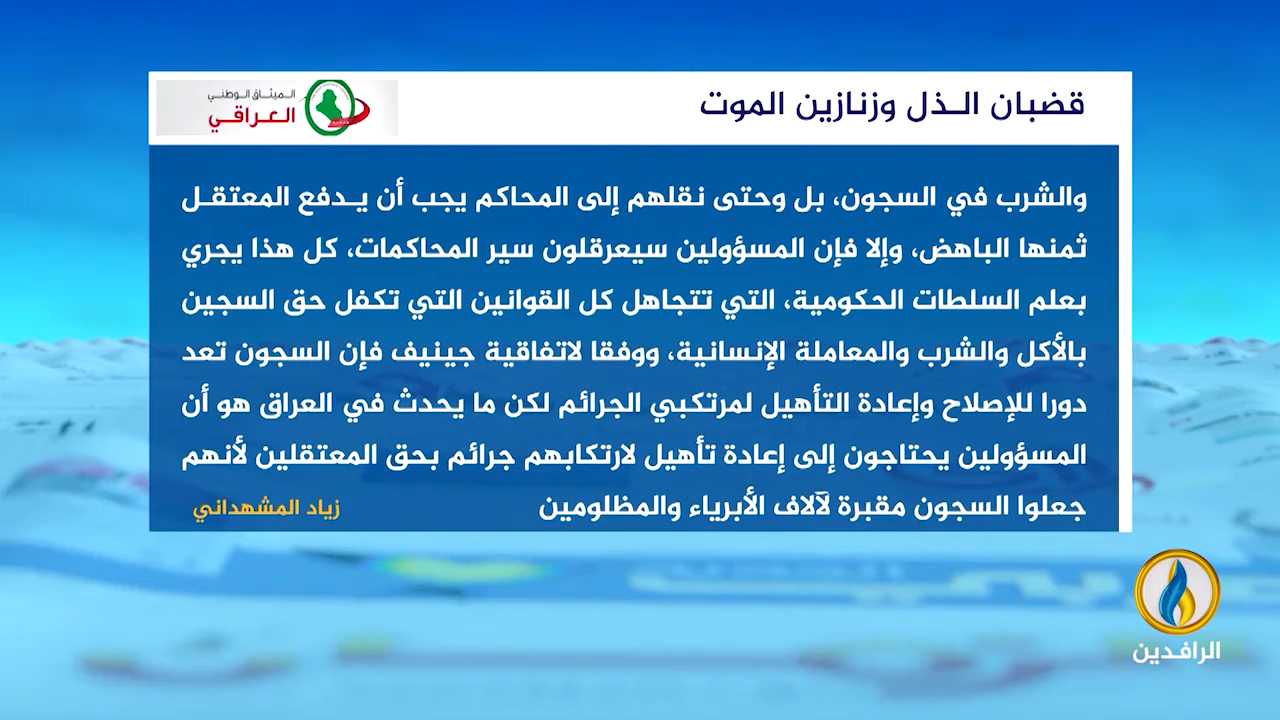 قضبان الـذل وزنازين الموت
الميثاق الوطني
العراقي
والشرب في السجون، بل وحتى نقلهم إلى المحاكم يجب أن يـدفع المعتقـل
ثمنها الباهض، وإلا فإن المسؤولين سيعرقلون سير المحاكمات، كل هذا يجري
بعلم السلطات الحكومية، التي تتجاهل كل القوانين التي تكفل حق السجين
بالأكل والشرب والمعاملة الإنسانية، ووفقا لاتفاقية جينيف فإن السجون تعد
دورا للإصلاح وإعادة التأهيل لمرتكبي الجرائم لكن ما يحدث في العراق هو أن
المسؤولين يحتاجون إلى إعادة تأهيل لارتكابهم جرائم بحق المعتقلين لأنهم
جعلوا السجون مقبرة لآلاف الأبرياء والمظلومين
زياد المشهداني
الرافدين